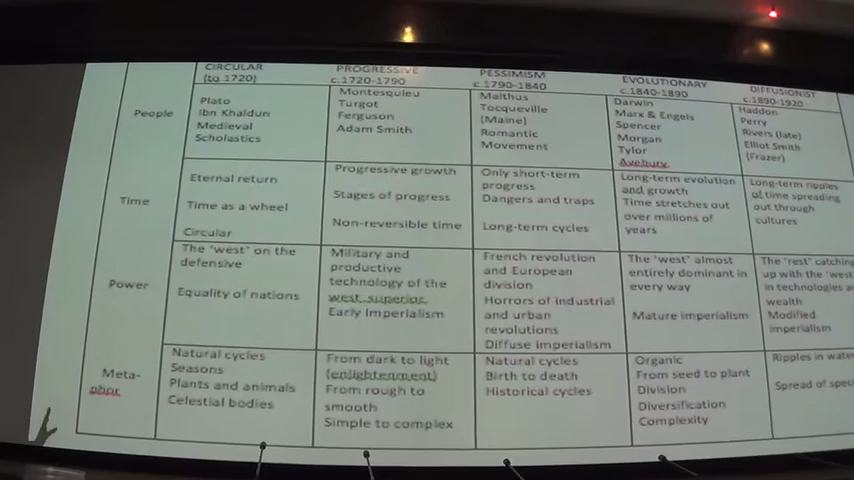 CIRCULAR
(to 1720)
PROGRESSIVE
c.1720-1790
PESSIMISM
c.1790-1840
EVOLUTIONARY
c.1840-1890
DIFFUSIONIST
c.1890-1920
People
Plato
Ibn Khaldun
Medieval
Scholastics
Montesquieu
Turgot
Ferguson
Adam Smith
Malthus
Tocqueville
(Maine)
Romantic
Movement
Darwin
Marx & Engels
Spencer
Morgan
Tylor
Avebury
Haddon
Perry
Rivers (late)
Elliot Smith
(Frazer)
Time
Eternal return
Time as a wheel
Circular
Progressive growth
Stages of progress
Non-reversible time
Only short-term
progress
Dangers and traps
Long-term cycles
Long-term evolution
and growth
Time stretches out
over millions of
years
Long-term ripples
of time spreading
out through
cultures
Power
The 'west' on the
defensive
Equality of nations
Military and
productive
technology of the
west superior
Early Imperialism
French revolution
and European
division
Horrors of industrial
and urban
revolutions
Diffuse imperialism
The 'west' almost
entirely dominant in
every way
Mature imperialism
The 'rest' catching
up with the 'west
in technologies
wealth
Modified
imperialism
Meta-
phor
Natural cycles
Seasons
Plants and animals
Celestial bodies
From dark to light
(enlightenment)
From rough to
smooth
Simple to complex
Natural cycles
Birth to death
Historical cycles
Organic
From seed to plant
Division
Diversification
Complexity
Ripples in
Spread of